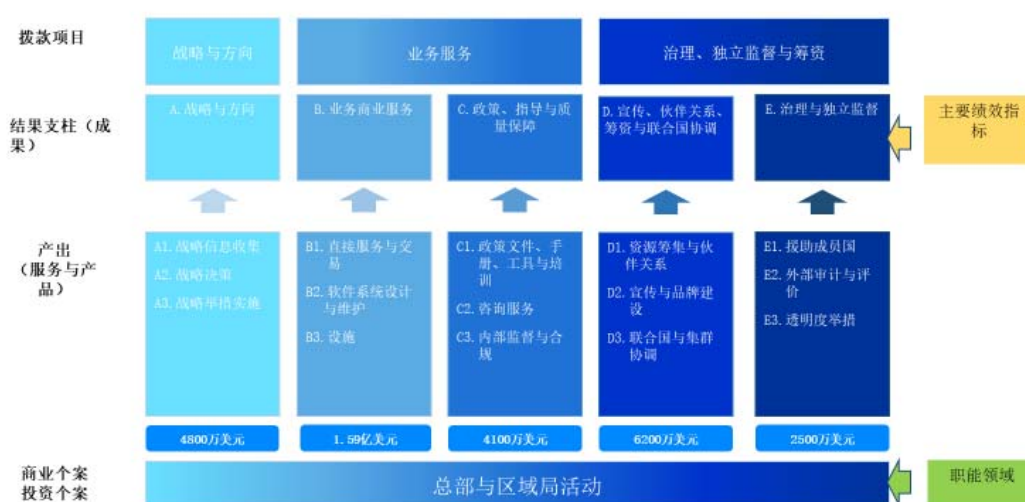 拨款项目
战略与方向
业务服务
治理、独立监督与筹资
结果支柱（成
果）
A.战略与方向
B.业务商业服务
C.政策、指导与质
量保障
D.宣传、伙伴关系、
筹资与联合国协调
E.治理与独立监督
主要绩效指
标
产出
（服务与产
品）
A1.战略信息收集
A2.战略决策
A3.战略举措实施
B1.直接服务与交
易
B2.软件系统设计
与维护
B3.设施
C1.政策文件、手
册、工具与培
训
C2.咨询服务
C3.内部监督与合
规
D1.资源筹集与伙
伴关系
D2.宣传与品牌建
设
D3.联合国与集群
协调
E1.援助成员国
E2.外部审计与评
价
E3.透明度举措
4800万美元
1.59亿美元
4100万美元
6200万美元
2500万美元
商业个案
投资个案
总部与区域局活动
职能领域